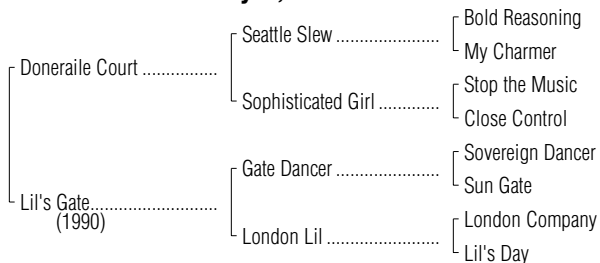 Bold Reasoning
Seattle Slew ..................
My Charmer
Doneraile Court ...............
Stop the Music
Sophisticated Girl .............
Close Control
Sovereign Dancer
Gate Dancer ..................
Sun Gate
Lil's Gate.........................
(1990)
London Company
London Lil ......................
Lil's Day